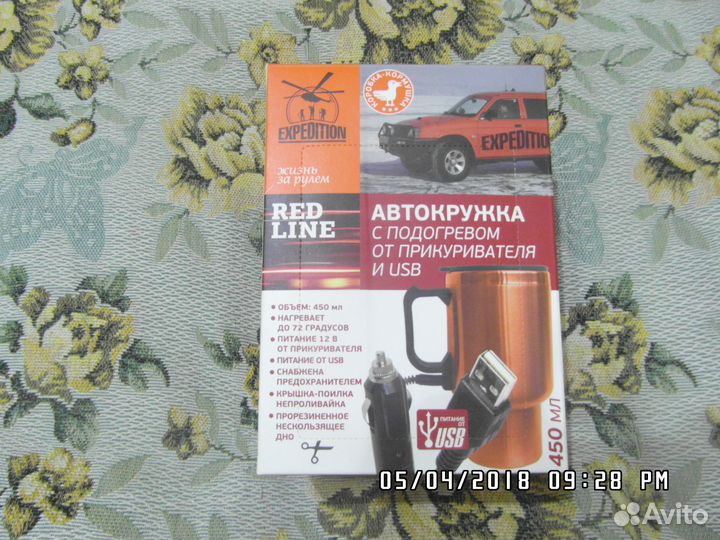 EXPEDITION
жизнь
за рулем
КОРОБКА-КОРМУШКА
EXPEDITION
RED
LINE
АВТОКРУЖКА
С ПОДОГРЕВОМ
ОТ ПРИКУРИВАТЕЛЯ
И USB
• ОБЪЕМ: 450 мл
• НАГРЕВАЕТ
ДО 72 ГРАДУСОВ
• ПИТАНИЕ 12 В
ОТ ПРИКУРИВАТЕЛЯ
• ПИТАНИЕ ОТ USB
• СНАБЖЕНА
ПРЕДОХРАНИТЕЛЕМ
• КРЫШКА-ПОИЛКА
НЕПРОЛИВАЙКА
• ПРОРЕЗИНЕННОЕ
НЕСКОЛЬЗЯЩЕЕ
ДНО
ПИТАНИЕ
ОТ
USB
450 МЛ
05/04/2018 09:28 PM
Avito